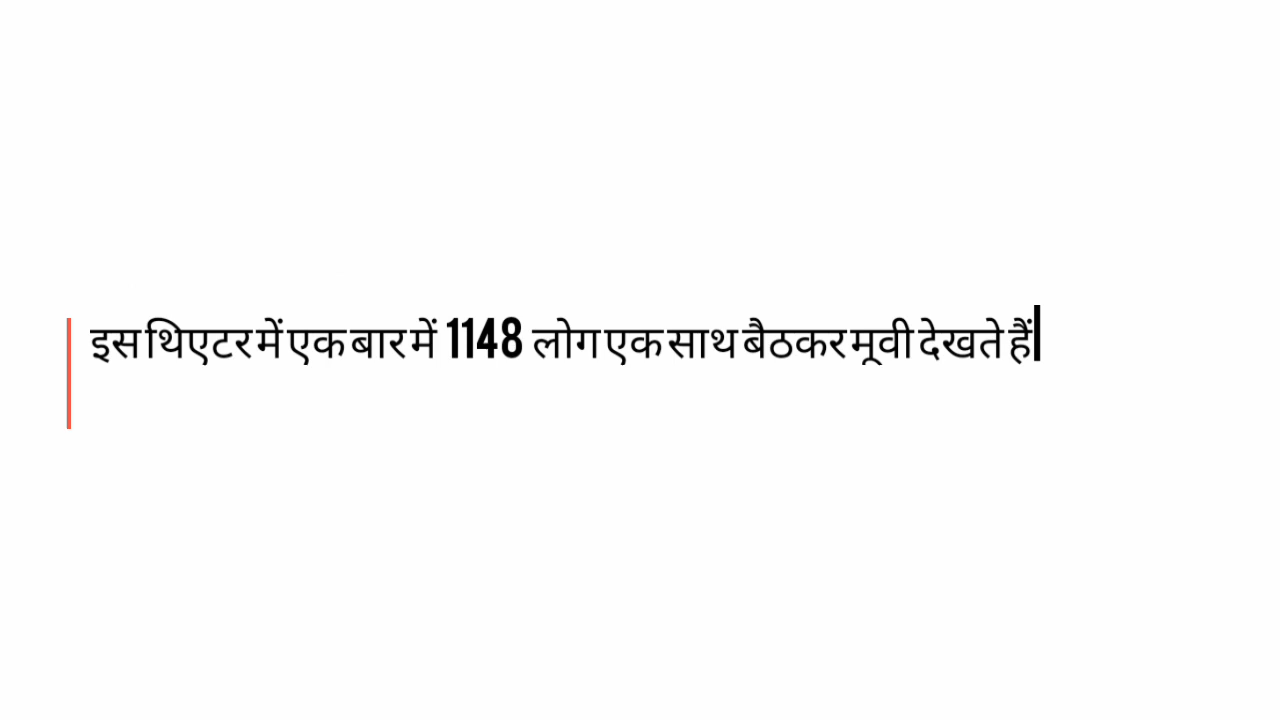 इस थिएटर में एक बार में 1148 लोग एक साथ बैठकर मूवी देखते हैं